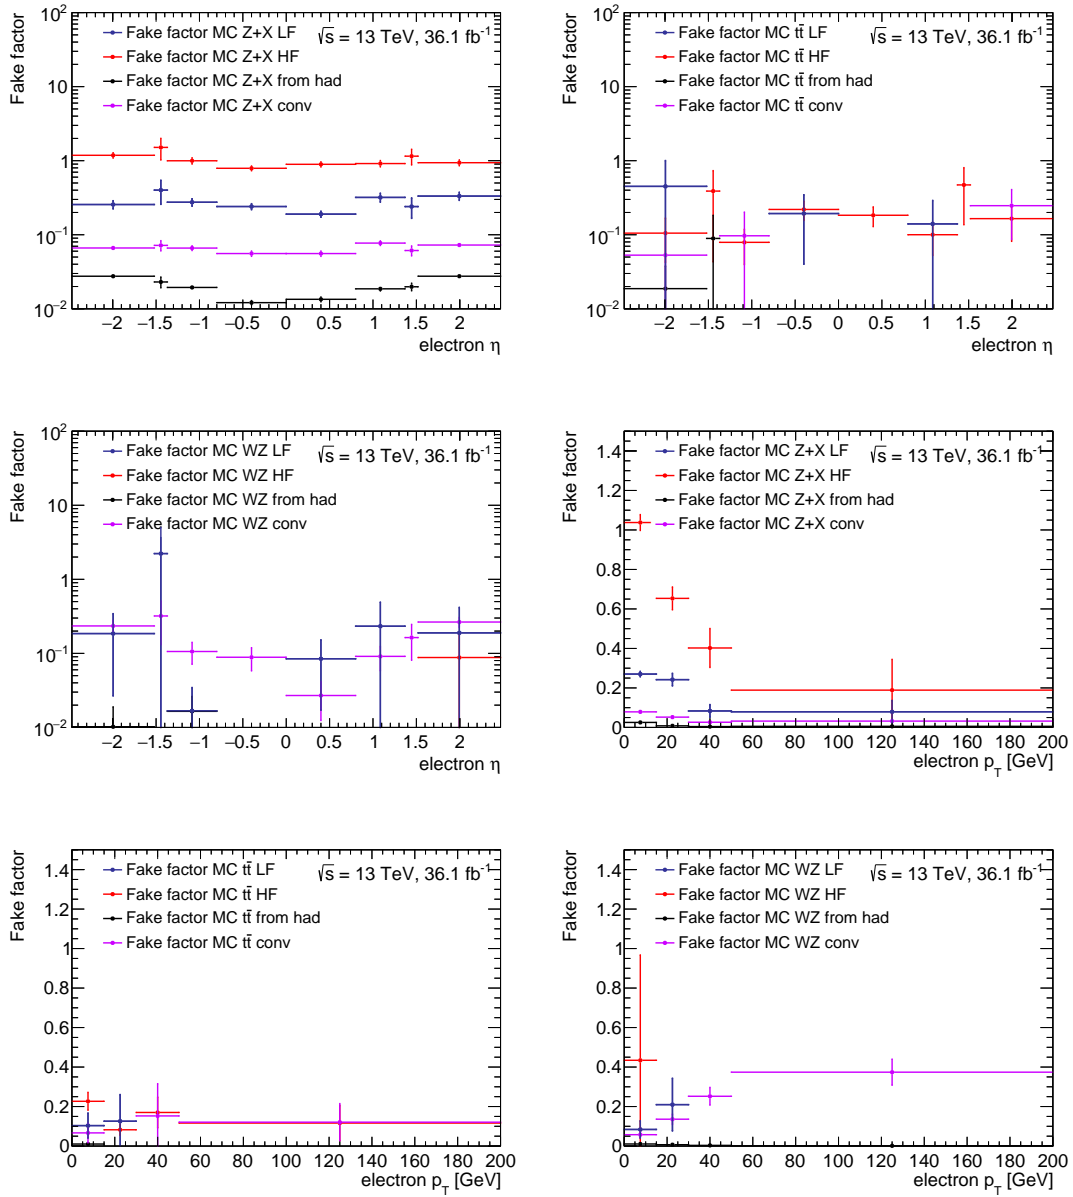 Fake factor
10²
10
1
10⁻¹
10⁻²
Fake factor MC Z+X LF
Fake factor MC Z+X HF
Fake factor MC Z+X from had
Fake factor MC Z+X conv
√s = 13 TeV, 36.1 fb⁻¹
−2 −1.5 −1 −0.5 0 0.5 1 1.5 2
electron η
Fake factor
10²
10
1
10⁻¹
10⁻²
Fake factor MC tt̄ LF
Fake factor MC tt̄ HF
Fake factor MC tt̄ from had
Fake factor MC tt̄ conv
√s = 13 TeV, 36.1 fb⁻¹
−2 −1.5 −1 −0.5 0 0.5 1 1.5 2
electron η
Fake factor
10²
10
1
10⁻¹
10⁻²
Fake factor MC WZ LF
Fake factor MC WZ HF
Fake factor MC WZ from had
Fake factor MC WZ conv
√s = 13 TeV, 36.1 fb⁻¹
−2 −1.5 −1 −0.5 0 0.5 1 1.5 2
electron η
Fake factor
1.4
1.2
1
0.8
0.6
0.4
0.2
0
Fake factor MC Z+X LF
Fake factor MC Z+X HF
Fake factor MC Z+X from had
Fake factor MC Z+X conv
√s = 13 TeV, 36.1 fb⁻¹
0 20 40 60 80 100 120 140 160 180 200
electron p_T [GeV]
Fake factor
1.4
1.2
1
0.8
0.6
0.4
0.2
0
Fake factor MC tt̄ LF
Fake factor MC tt̄ HF
Fake factor MC tt̄ from had
Fake factor MC tt̄ conv
√s = 13 TeV, 36.1 fb⁻¹
0 20 40 60 80 100 120 140 160 180 200
electron p_T [GeV]
Fake factor
1.4
1.2
1
0.8
0.6
0.4
0.2
0
Fake factor MC WZ LF
Fake factor MC WZ HF
Fake factor MC WZ from had
Fake factor MC WZ conv
√s = 13 TeV, 36.1 fb⁻¹
0 20 40 60 80 100 120 140 160 180 200
electron p_T [GeV]